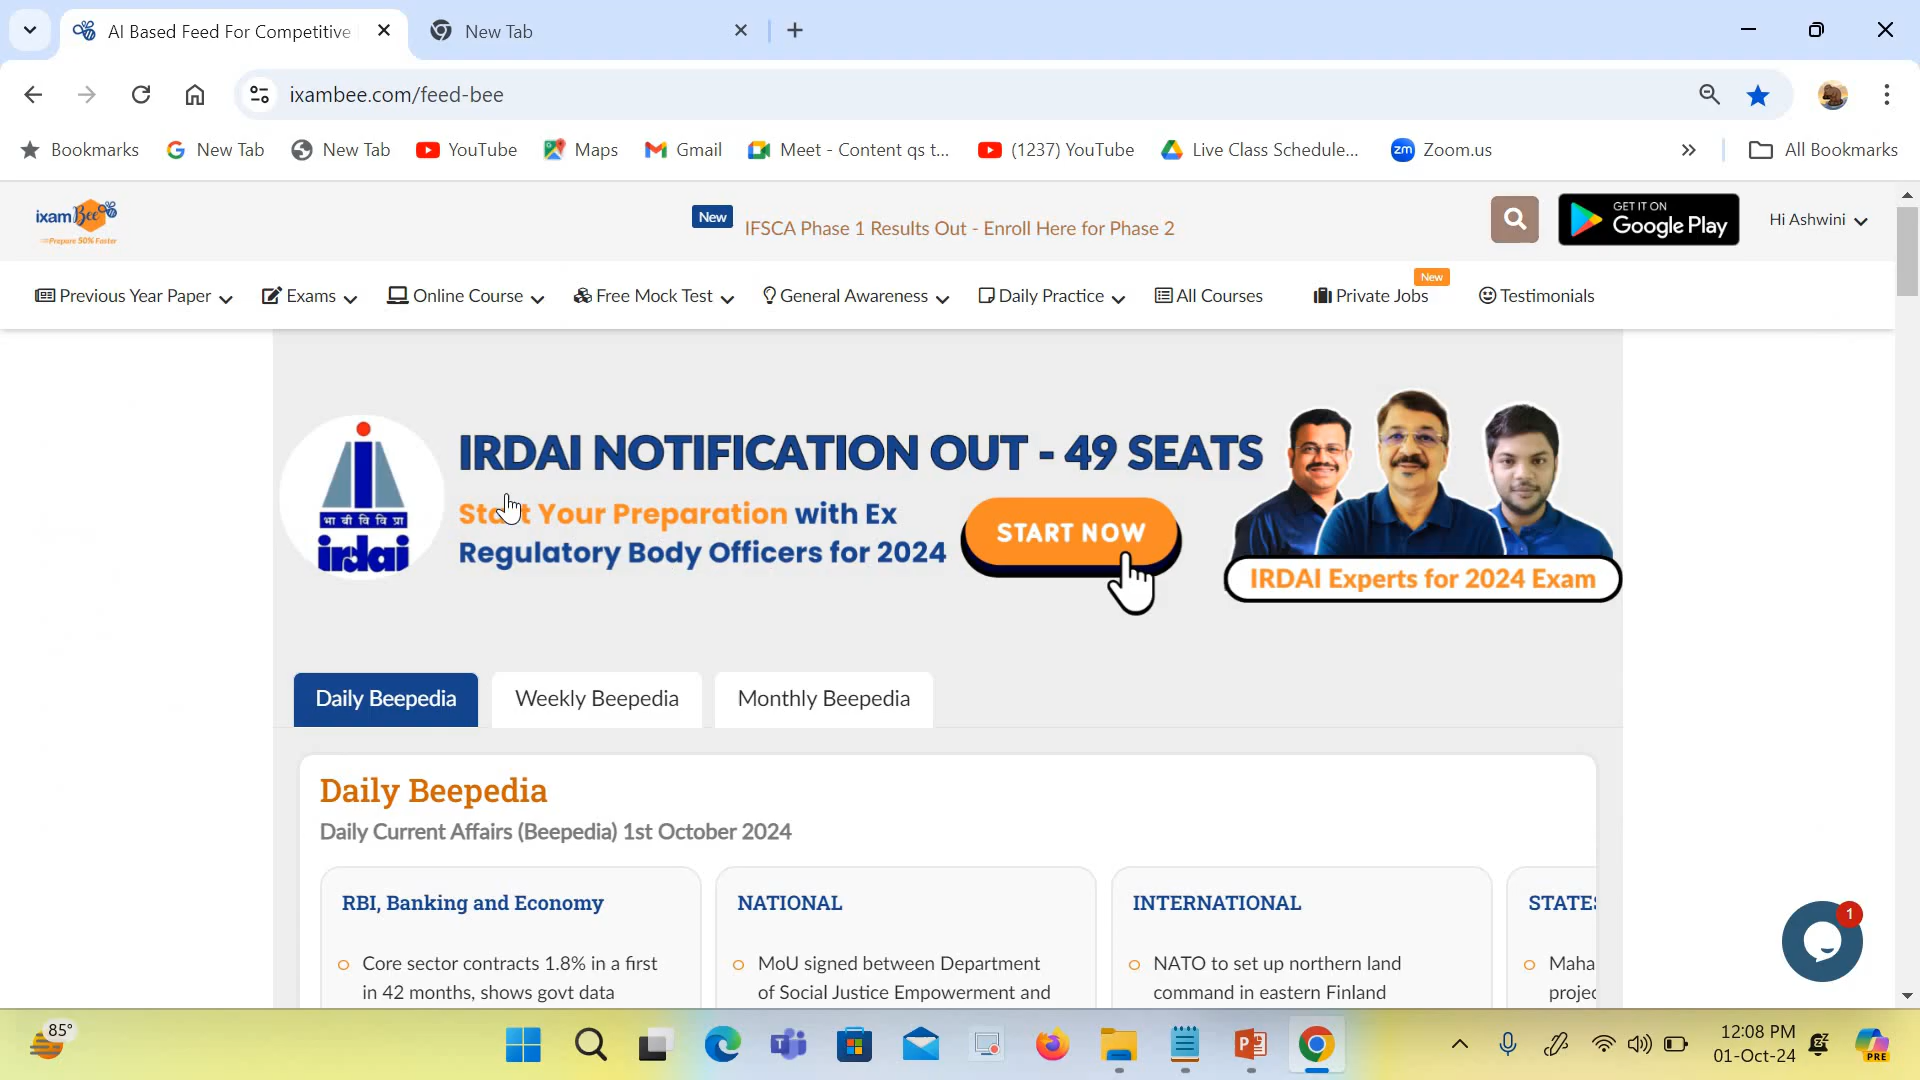 AI Based Feed For Competitive
New Tab
ixambee.com/feed-bee
Bookmarks
New Tab
New Tab
YouTube
Maps
Gmail
Meet - Content qs t...
(1237) YouTube
Live Class Schedule...
zm
Zoom.us
All Bookmarks
ixamBee
Prepare 50% Faster
New
IFSCA Phase 1 Results Out - Enroll Here for Phase 2
GET IT ON
Google Play
Hi Ashwini
Previous Year Paper
Exams
Online Course
Free Mock Test
General Awareness
Daily Practice
All Courses
Private Jobs
New
Testimonials
भा बी वि वि प्रा
irdai
IRDAI NOTIFICATION OUT - 49 SEATS
Start Your Preparation with Ex
Regulatory Body Officers for 2024
START NOW
IRDAI Experts for 2024 Exam
Daily Beepedia
Weekly Beepedia
Monthly Beepedia
Daily Beepedia
Daily Current Affairs (Beepedia) 1st October 2024
RBI, Banking and Economy
Core sector contracts 1.8% in a first
in 42 months, shows govt data
NATIONAL
MoU signed between Department
of Social Justice Empowerment and
INTERNATIONAL
NATO to set up northern land
command in eastern Finland
STATES
Maha
projec
1
85°
12:08 PM
01-Oct-24
PRE